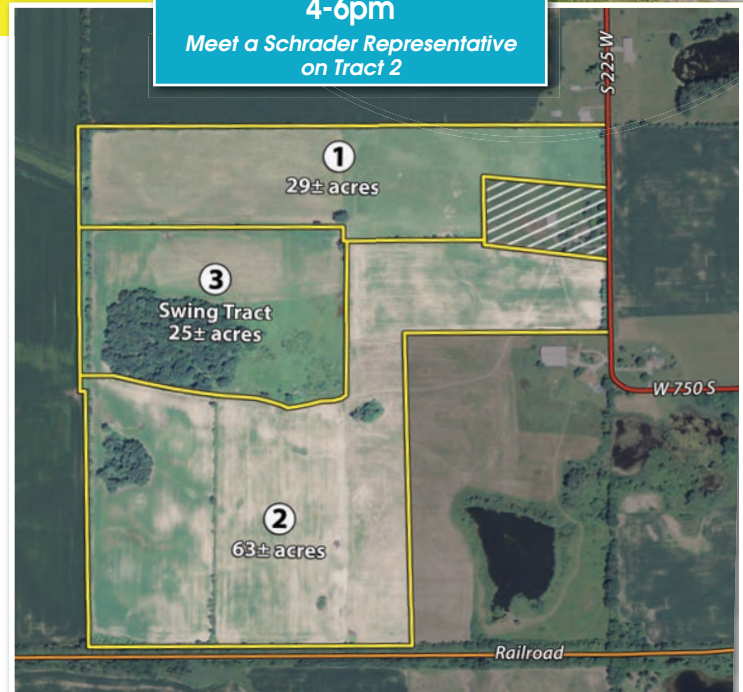 4-6pm
Meet a Schrader Representative
on Tract 2
S 225 W
1
29± acres
3
Swing Tract
25± acres
W 750 S
2
63± acres
Railroad